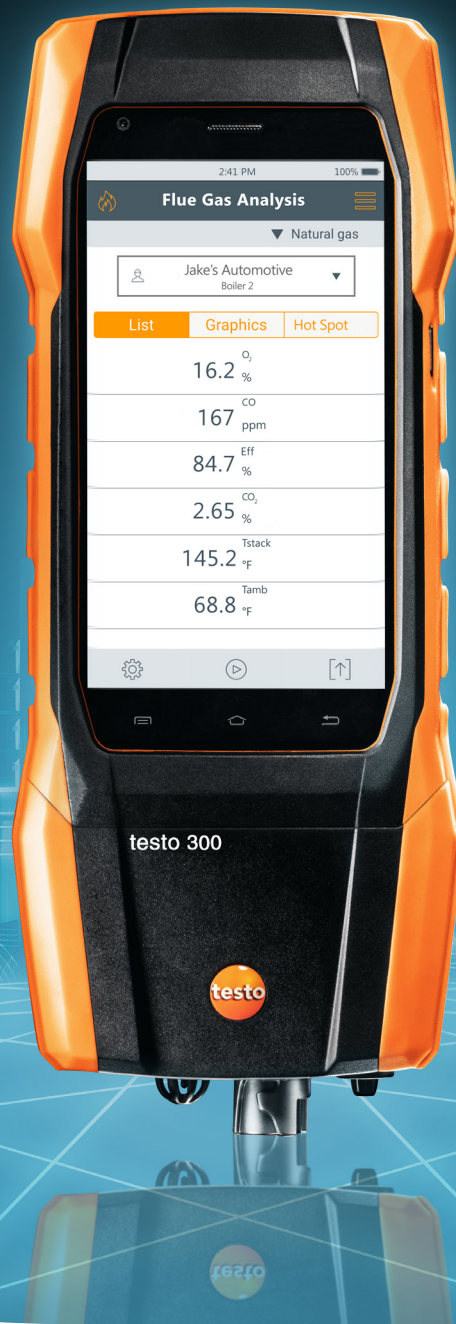 2:41 PM 100%
Flue Gas Analysis
▼ Natural gas
Jake's Automotive ▼
Boiler 2
List Graphics Hot Spot
16.2 O₂ %
167 CO ppm
84.7 Eff %
2.65 CO₂ %
145.2 Tstack °F
68.8 Tamb °F
testo 300
testo
testo